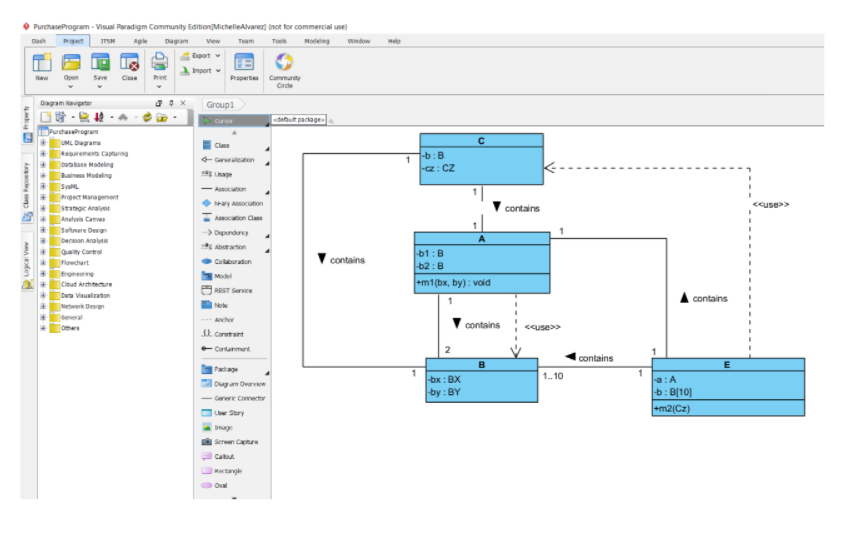 PurchaseProgram - Visual Paradigm Community Edition[MichelleAlvarez] (not for commercial use)
Dash Project ITSM Agile Diagram View Team Tools Modeling Window Help
Export
Import
New Open Save Close Print Properties Community Circle
Diagram Navigator
Group1
Property
Class Repository
Logical View
PurchaseProgram
UML Diagrams
Requirements Capturing
Database Modeling
Business Modeling
SysML
Project Management
Strategic Analysis
Analysis Canvas
Software Design
Decision Analysis
Quality Control
Flowchart
Engineering
Cloud Architecture
Data Visualization
Network Design
General
Others
Cursor
Class
Generalization
Usage
Association
N-ary Association
Association Class
Dependency
Abstraction
Collaboration
Model
REST Service
Note
Anchor
Constraint
Containment
Package
Diagram Overview
Generic Connector
User Story
Image
Screen Capture
Callout
Rectangle
Oval
<default package>
C
-b : B
-cz : CZ
1
1
contains
1
<<use>>
A
-b1 : B
-b2 : B
+m1(bx, by) : void
1
contains
1
contains
<<use>>
contains
2
contains
1
B
-bx : BX
-by : BY
1
1..10
1
E
-a : A
-b : B[10]
+m2(Cz)